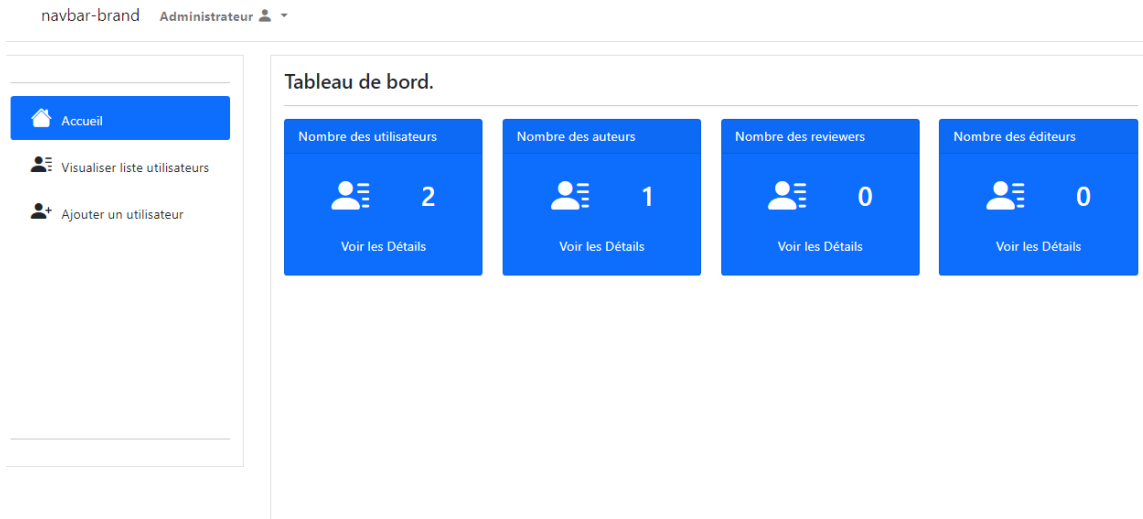 navbar-brand Administrateur
Accueil
Visualiser liste utilisateurs
Ajouter un utilisateur
Tableau de bord.
Nombre des utilisateurs
2
Voir les Détails
Nombre des auteurs
1
Voir les Détails
Nombre des reviewers
0
Voir les Détails
Nombre des éditeurs
0
Voir les Détails